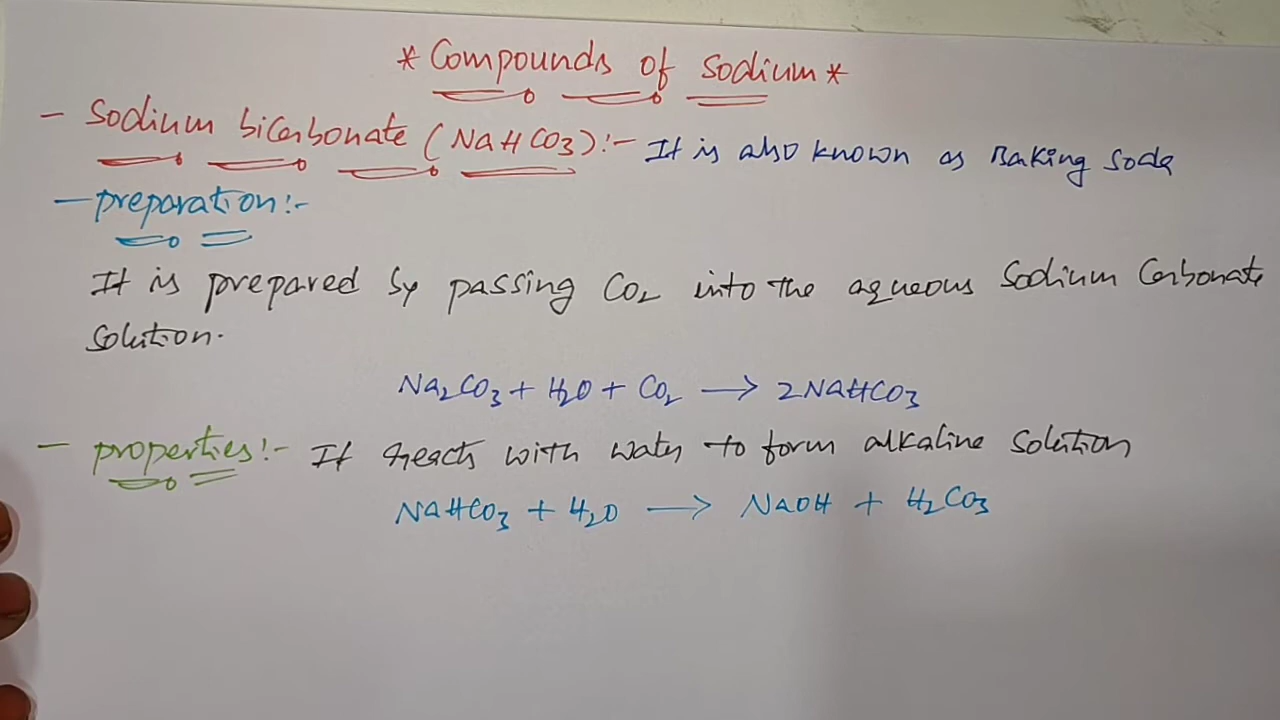 * Compounds of Sodium *
- Sodium bicarbonate (NaHCO3) :- It is also known as Baking Soda
- preparation :-
It is prepared by passing CO2 into the aqueous Sodium Carbonate
Solution.
Na2CO3 + H2O + CO2 → 2NaHCO3
- properties :- It reacts with water to form alkaline solution
NaHCO3 + H2O → NaOH + H2CO3